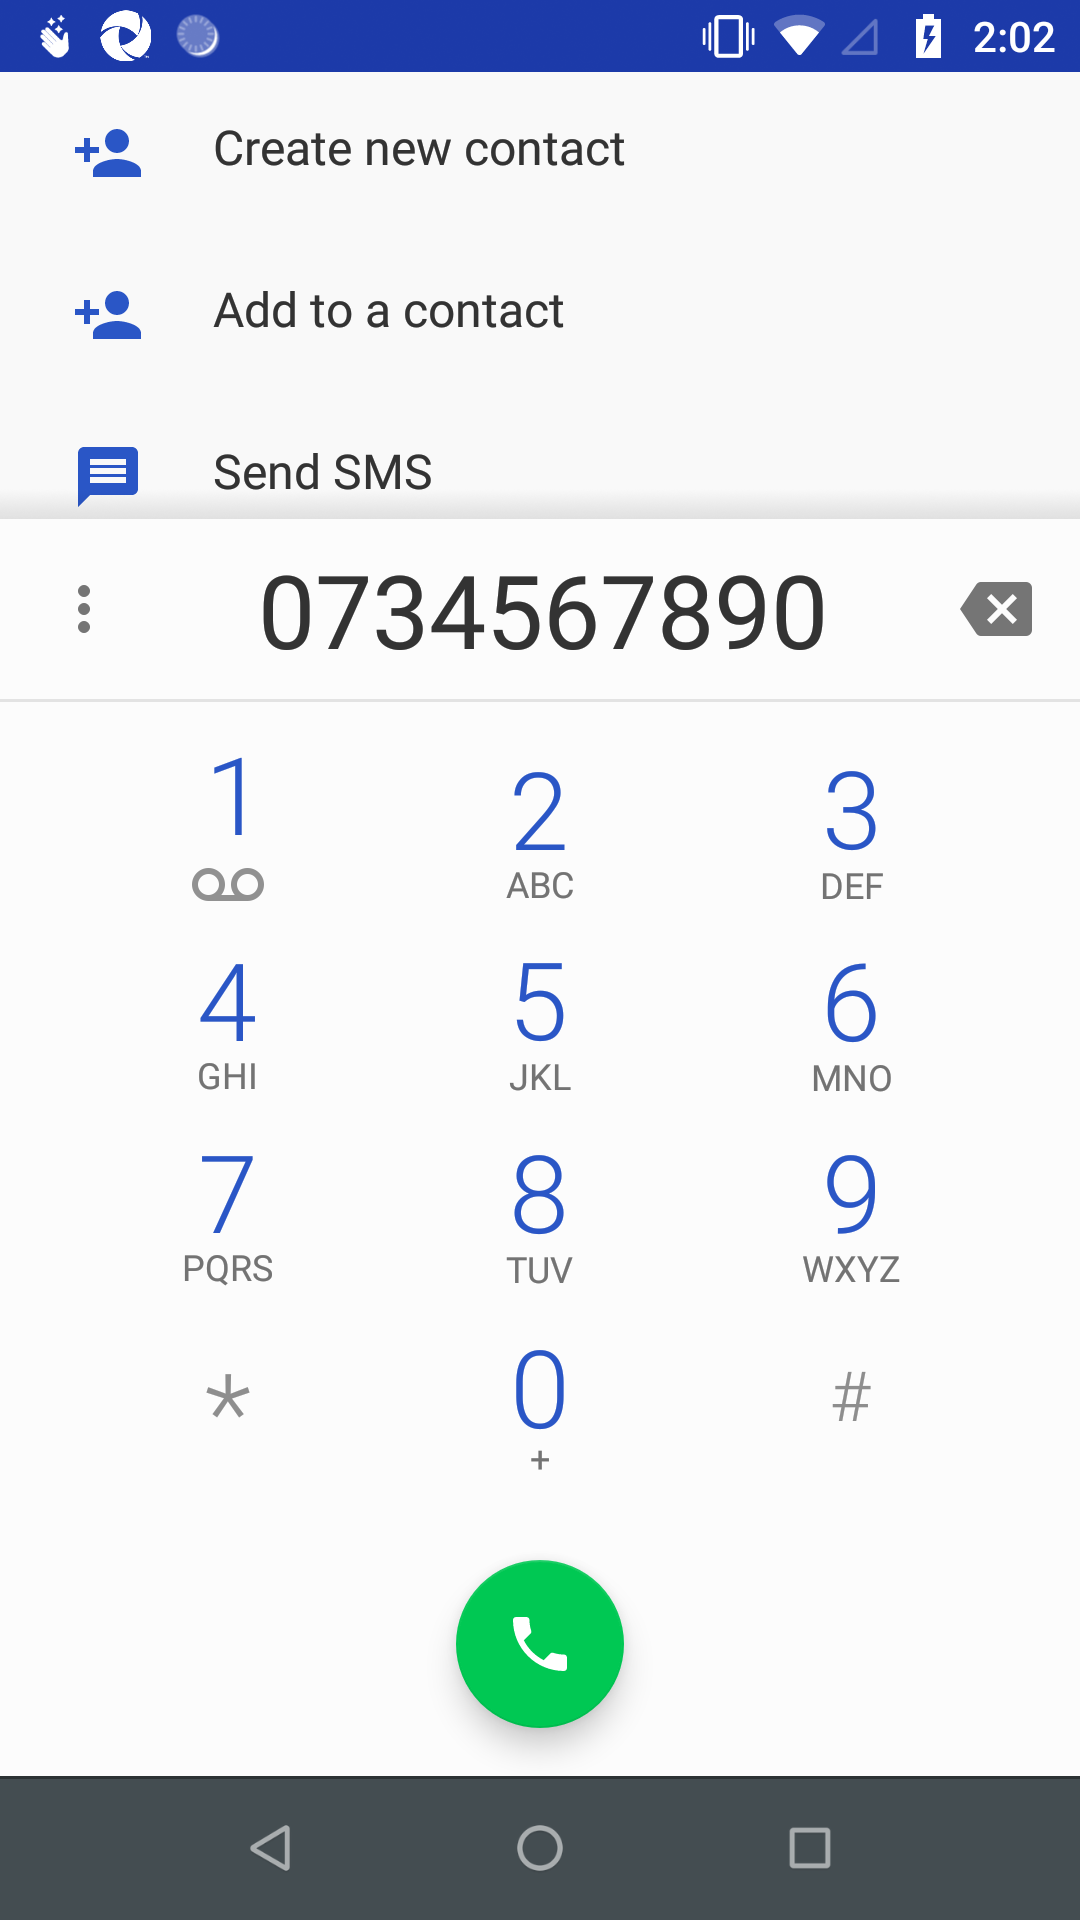 2:02
Create new contact
Add to a contact
Send SMS
0734567890
1 2 3
ABC DEF
4 5 6
GHI JKL MNO
7 8 9
PQRS TUV WXYZ
* 0 #
+